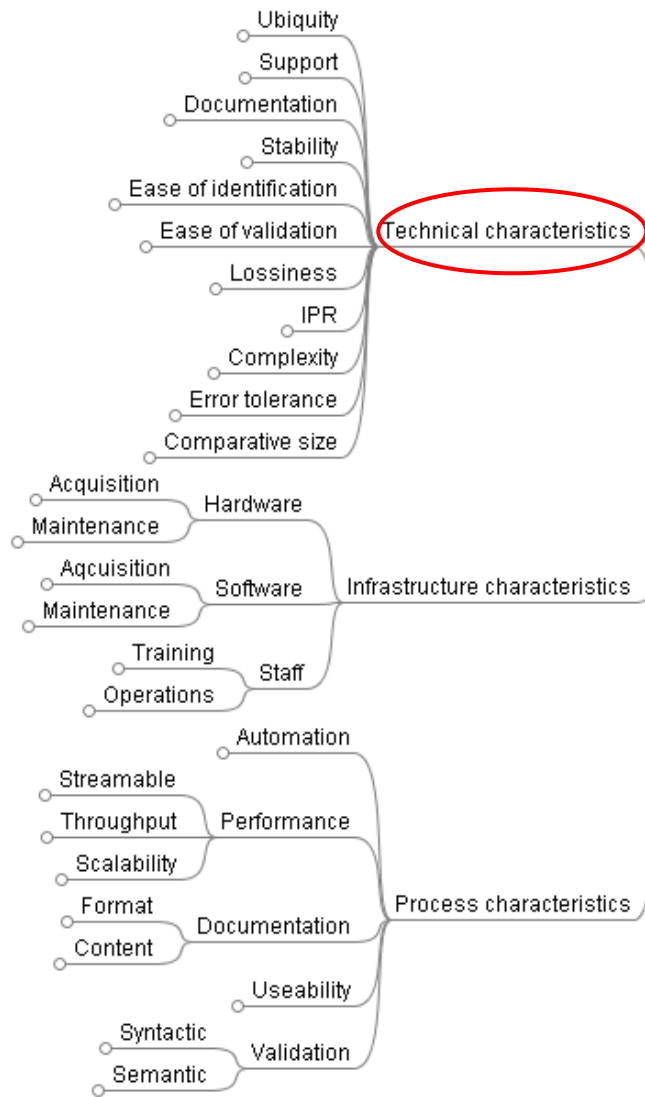 Ubiquity
Support
Documentation
Stability
Ease of identification
Ease of validation
Technical characteristics
Lossiness
IPR
Complexity
Error tolerance
Comparative size
Acquisition
Hardware
Maintenance
Aqcuisition
Software
Infrastructure characteristics
Maintenance
Training
Staff
Operations
Automation
Streamable
Throughput
Performance
Scalability
Format
Process characteristics
Documentation
Content
Useability
Syntactic
Validation
Semantic